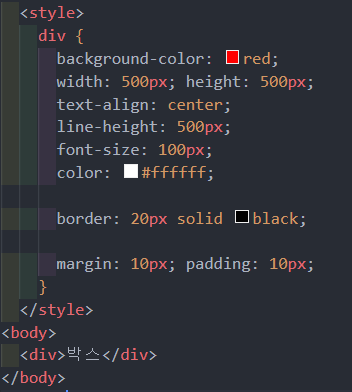 <style>
div {
background-color: red;
width: 500px; height: 500px;
text-align: center;
line-height: 500px;
font-size: 100px;
color: #ffffff;
border: 20px solid black;
margin: 10px; padding: 10px;
}
</style>
<body>
<div>박스</div>
</body>